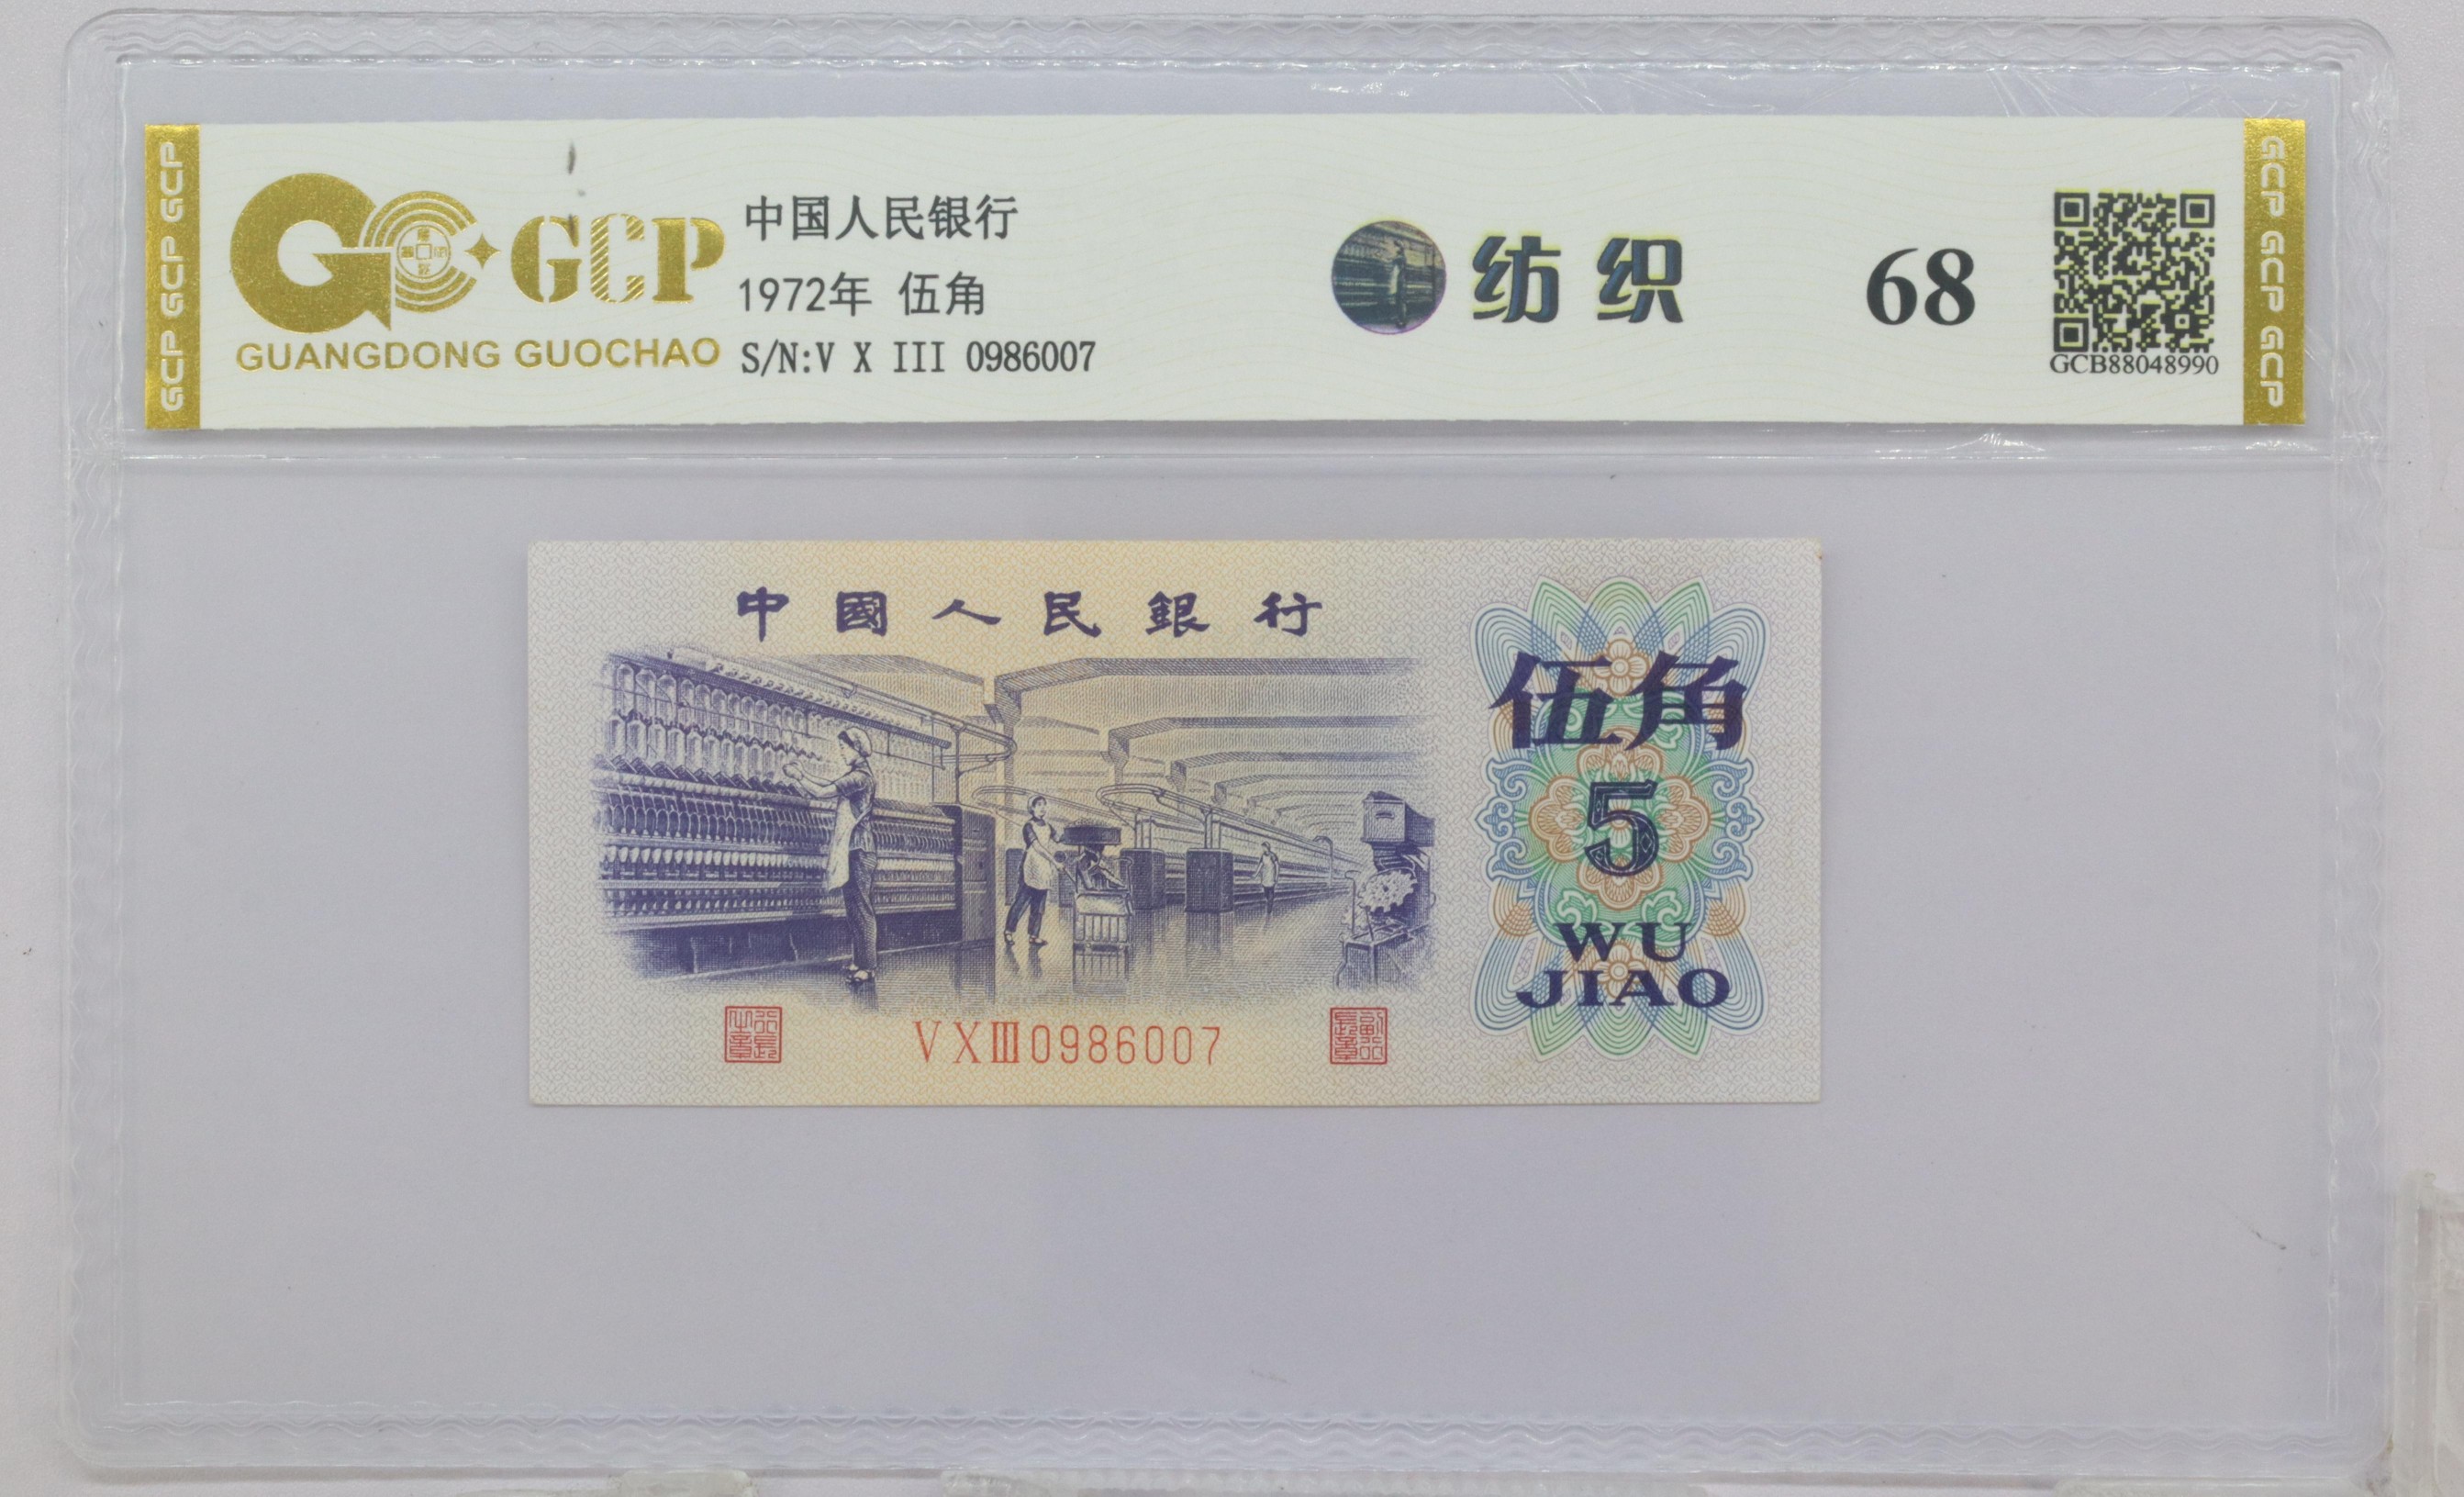 GCP GCP GCP
GCP
GUANGDONG GUOCHAO
中国人民银行
1972年 伍角
S/N:V X III 0986007
纺织
68
GCB88048990
GCP GCP GCP
中國人民銀行
伍角
5
WU
JIAO
VXⅢ0986007